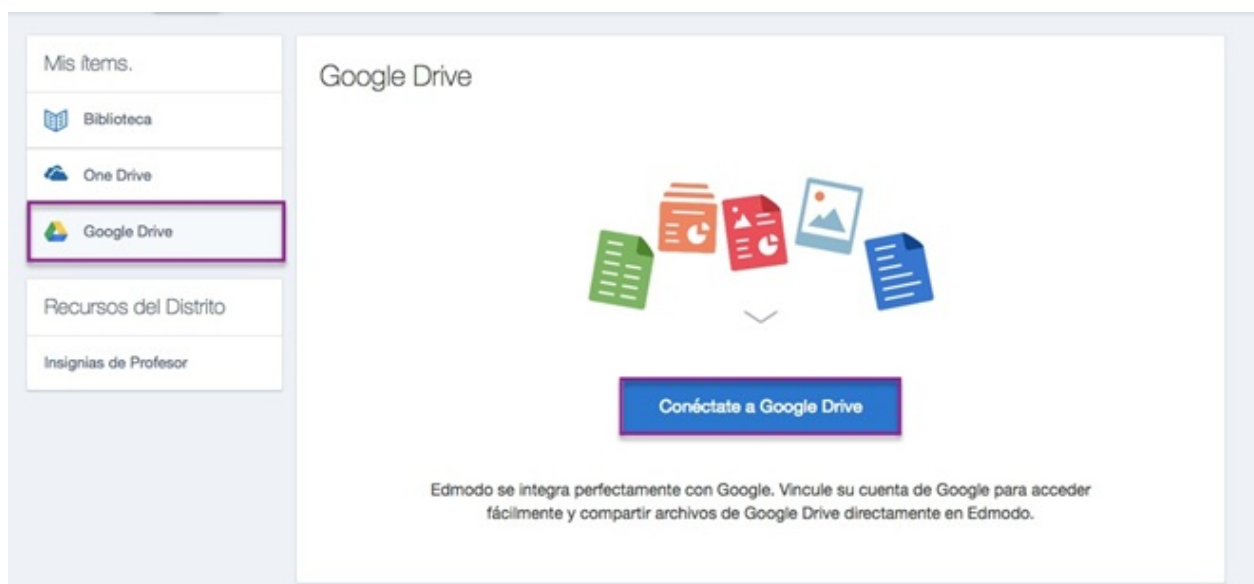 Mis ítems.
Biblioteca
One Drive
Google Drive
Recursos del Distrito
Insignias de Profesor
Google Drive
Conéctate a Google Drive
Edmodo se integra perfectamente con Google. Vincule su cuenta de Google para acceder
fácilmente y compartir archivos de Google Drive directamente en Edmodo.